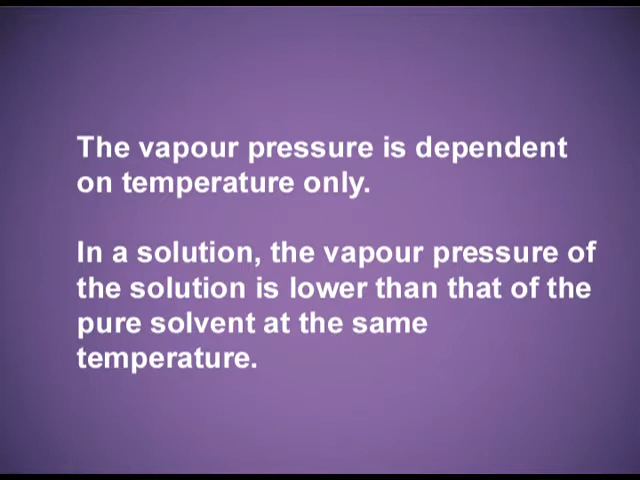 The vapour pressure is dependent
on temperature only.
In a solution, the vapour pressure of
the solution is lower than that of the
pure solvent at the same
temperature.